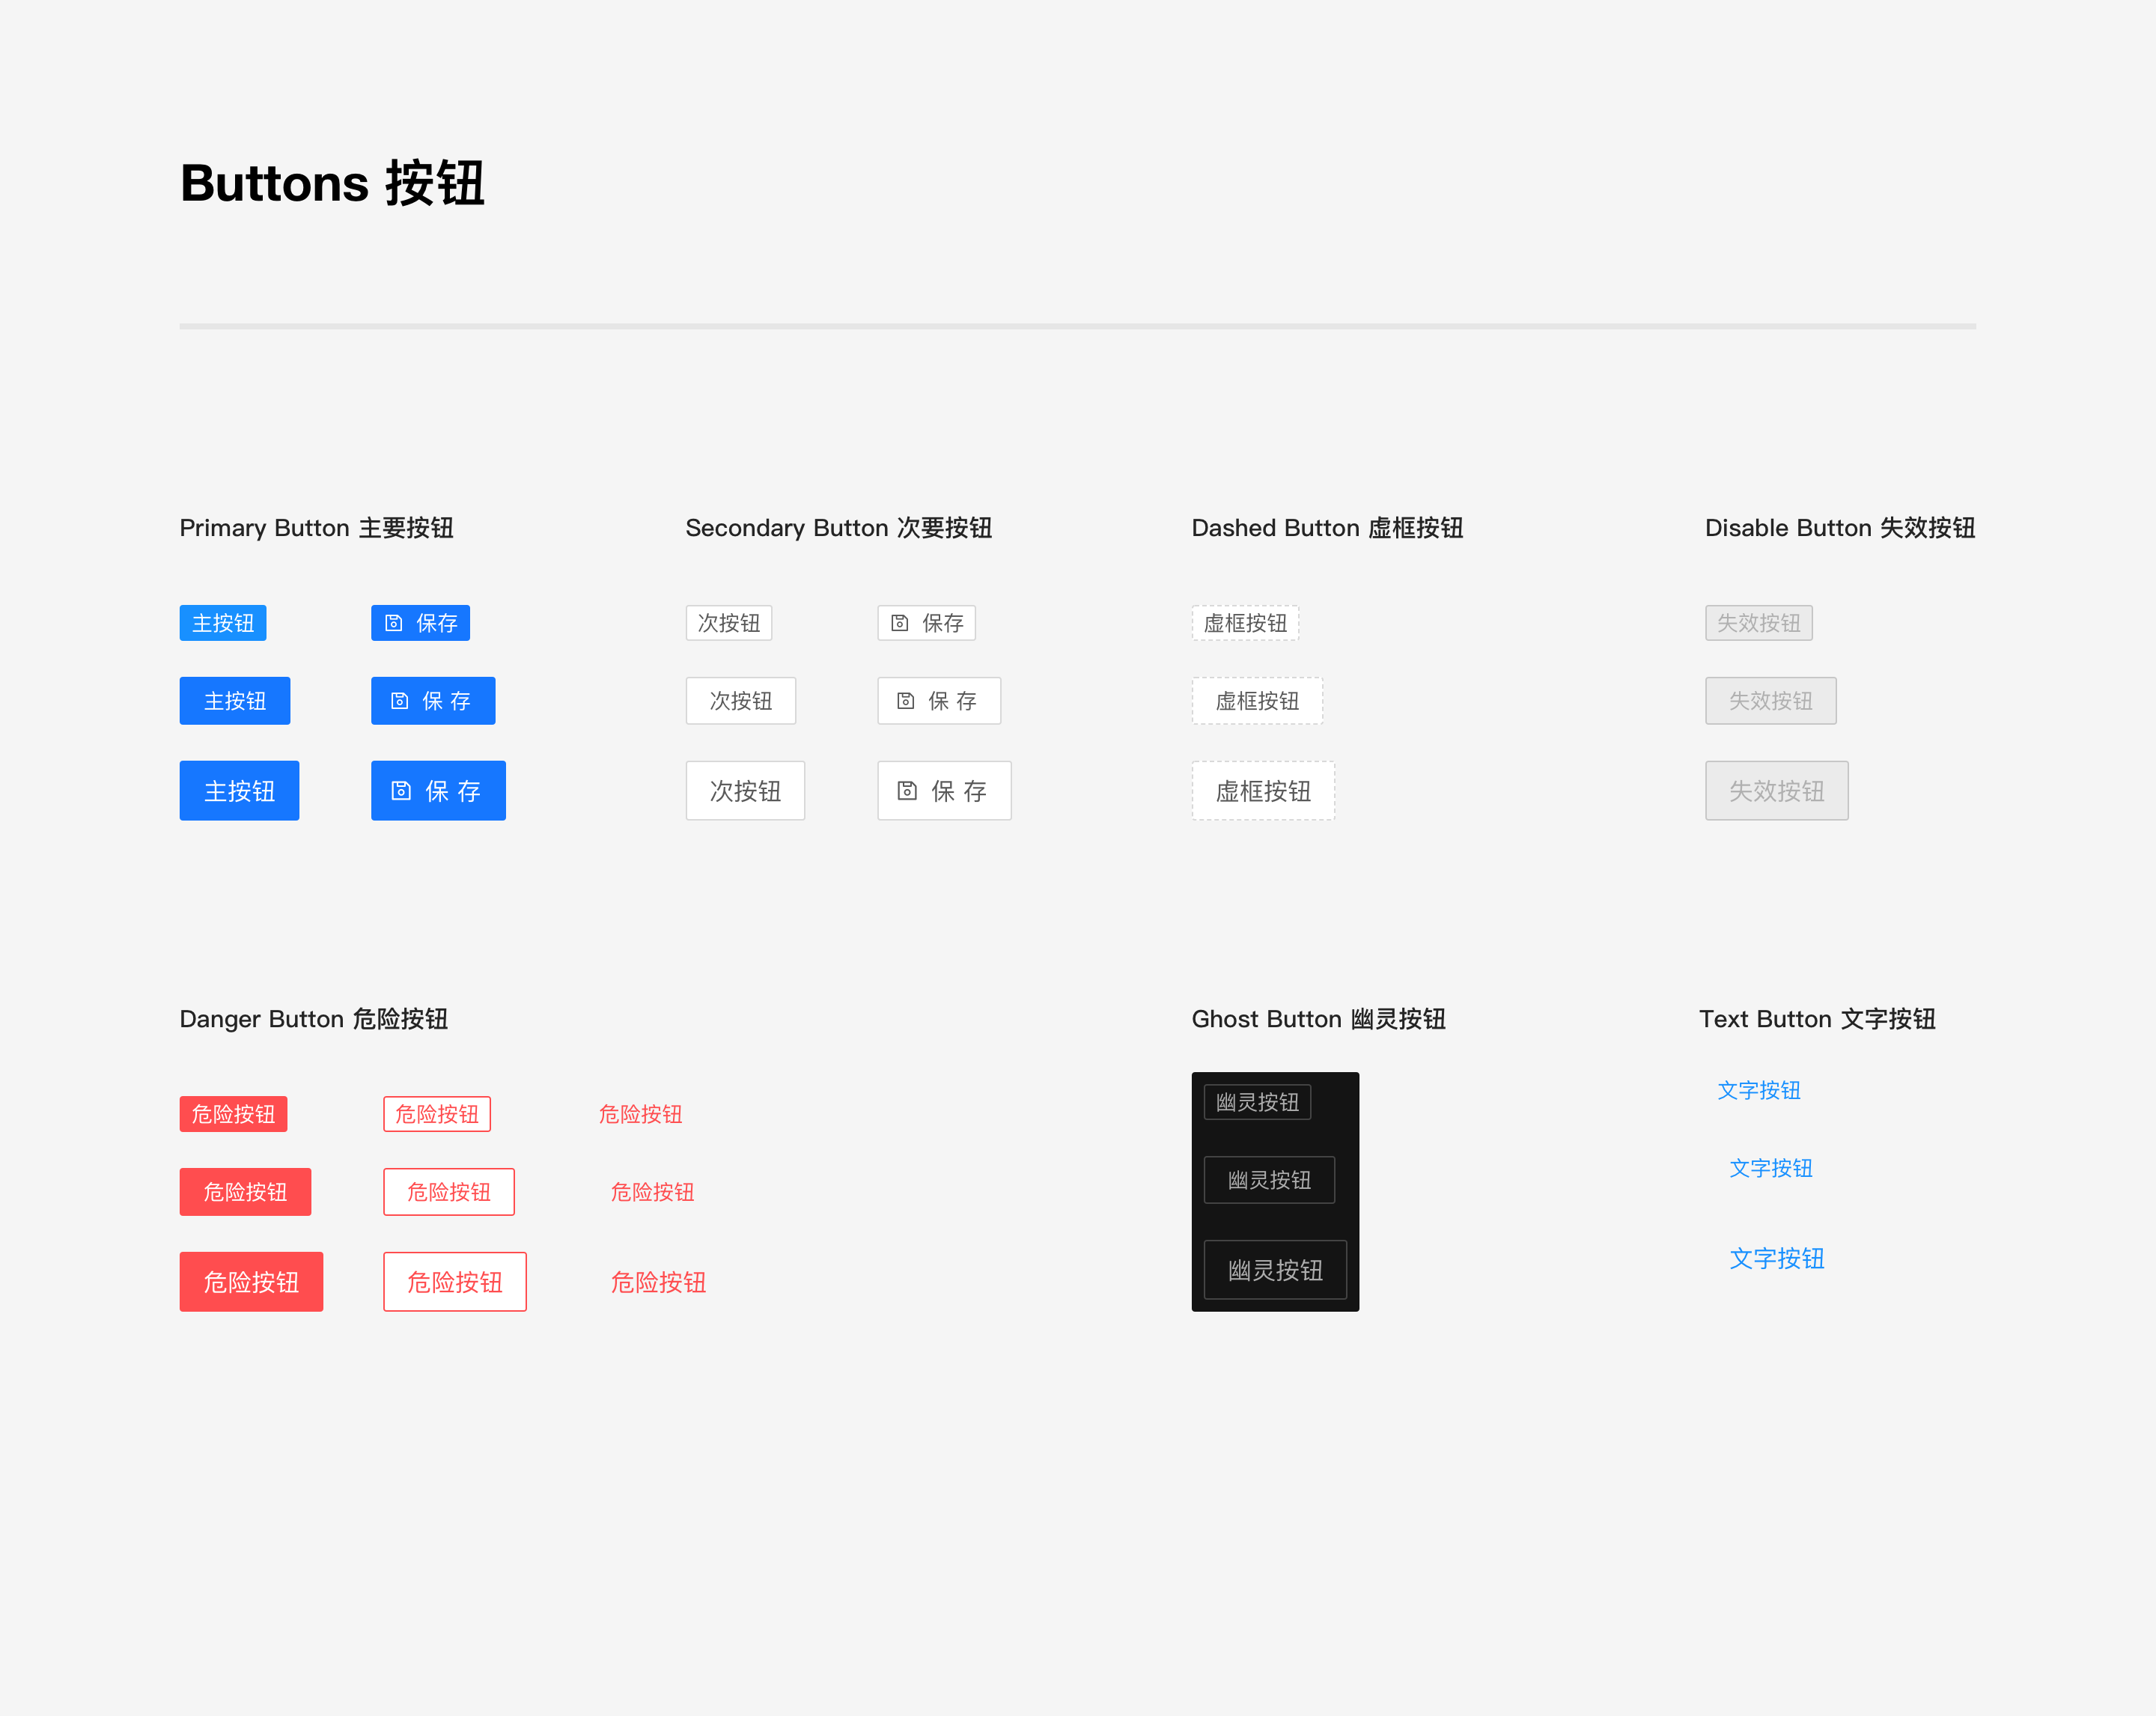 Buttons 按钮
Primary Button 主要按钮
主按钮
保存
主按钮
保 存
主按钮
保 存
Secondary Button 次要按钮
次按钮
保存
次按钮
保 存
次按钮
保 存
Dashed Button 虚框按钮
虚框按钮
虚框按钮
虚框按钮
Disable Button 失效按钮
失效按钮
失效按钮
失效按钮
Danger Button 危险按钮
危险按钮
危险按钮
危险按钮
危险按钮
危险按钮
危险按钮
危险按钮
危险按钮
危险按钮
Ghost Button 幽灵按钮
幽灵按钮
幽灵按钮
幽灵按钮
Text Button 文字按钮
文字按钮
文字按钮
文字按钮